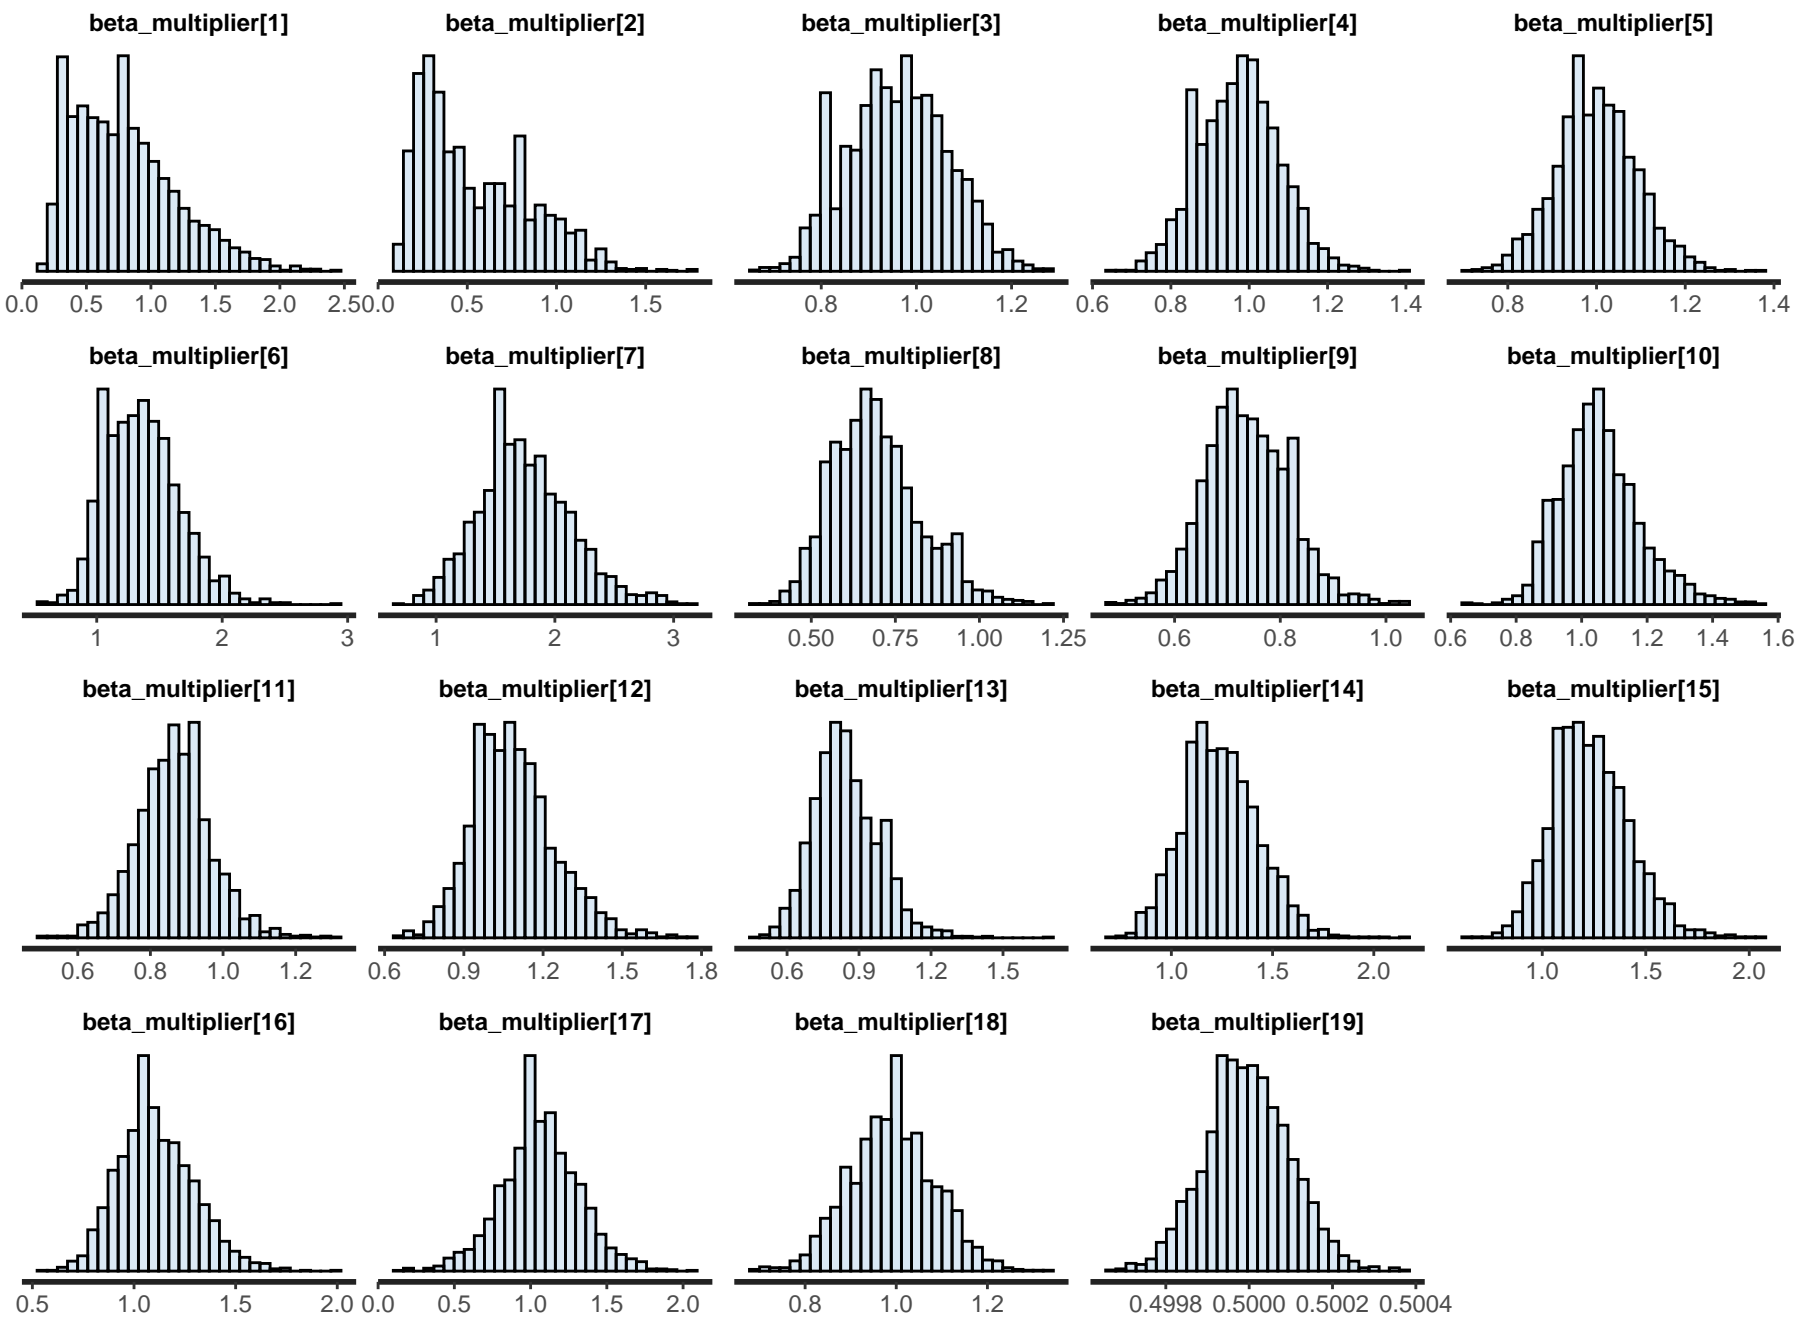 beta_multiplier[1] beta_multiplier[2] beta_multiplier[3] beta_multiplier[4] beta_multiplier[5]
0.0 0.5 1.0 1.5 2.0 2.5 0.0 0.5 1.0 1.5 0.8 1.0 1.2 0.6 0.8 1.0 1.2 1.4 0.8 1.0 1.2 1.4
beta_multiplier[6] beta_multiplier[7] beta_multiplier[8] beta_multiplier[9] beta_multiplier[10]
1 2 3 1 2 3 0.50 0.75 1.00 1.25 0.6 0.8 1.0 0.6 0.8 1.0 1.2 1.4 1.6
beta_multiplier[11] beta_multiplier[12] beta_multiplier[13] beta_multiplier[14] beta_multiplier[15]
0.6 0.8 1.0 1.2 0.6 0.9 1.2 1.5 1.8 0.6 0.9 1.2 1.5 1.0 1.5 2.0 1.0 1.5 2.0
beta_multiplier[16] beta_multiplier[17] beta_multiplier[18] beta_multiplier[19]
0.5 1.0 1.5 2.0 0.0 0.5 1.0 1.5 2.0 0.8 1.0 1.2 0.4998 0.5000 0.5002 0.5004